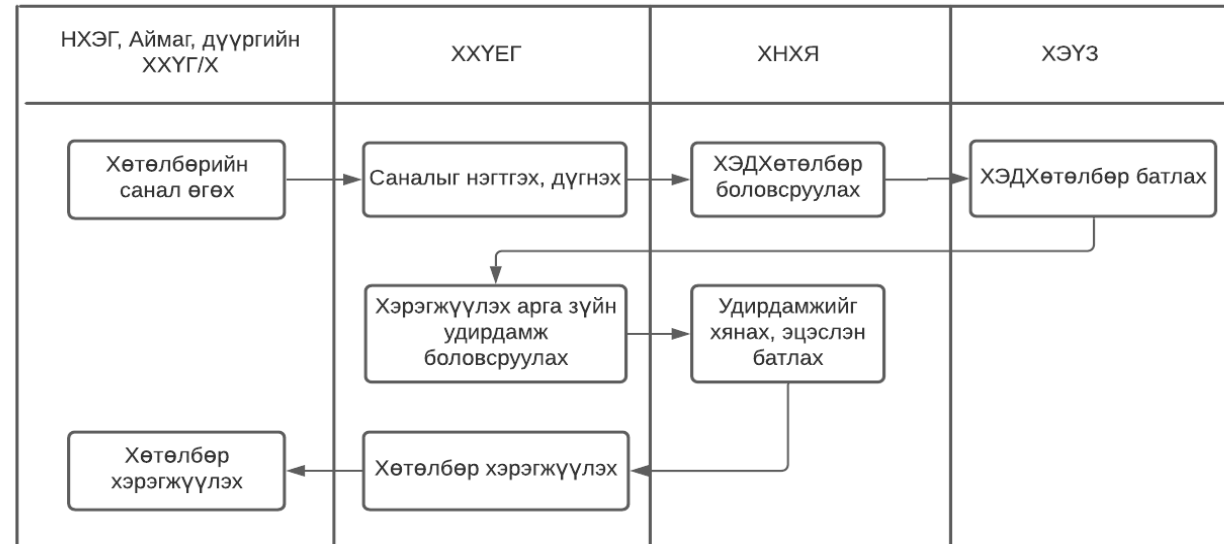 НХЭГ, Аймаг, дүүргийн
ХХҮГ/Х
ХХҮЕГ
ХНХЯ
ХЭҮЗ
Хөтөлбөрийн
санал өгөх
Саналыг нэгтгэх, дүгнэх
ХЭДХөтөлбөр
боловсруулах
ХЭДХөтөлбөр батлах
Хэрэгжүүлэх арга зүйн
удирдамж
боловсруулах
Удирдамжийг
хянах, эцэслэн
батлах
Хөтөлбөр
хэрэгжүүлэх
Хөтөлбөр хэрэгжүүлэх